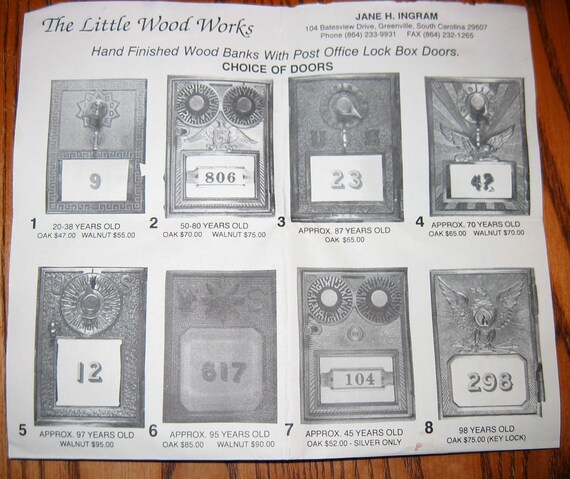 The Little Wood Works
JANE H. INGRAM
104 Batesview Drive, Greenville, South Carolina 29607
Phone (864) 233-9931 FAX (864) 232-1265
Hand Finished Wood Banks With Post Office Lock Box Doors.
CHOICE OF DOORS
9
806
U S
23
42
1
20-38 YEARS OLD
OAK $47.00 WALNUT $55.00
2
50-80 YEARS OLD
OAK $70.00 WALNUT $75.00
3
APPROX. 87 YEARS OLD
OAK $55.00
4
APPROX. 70 YEARS OLD
OAK $65.00 WALNUT $70.00
12
617
104
298
5
APPROX. 97 YEARS OLD
WALNUT $95.00
6
APPROX. 95 YEARS OLD
OAK $85.00 WALNUT $90.00
7
APPROX. 45 YEARS OLD
OAK $52.00 - SILVER ONLY
8
98 YEARS OLD
OAK $75.00 (KEY LOCK)